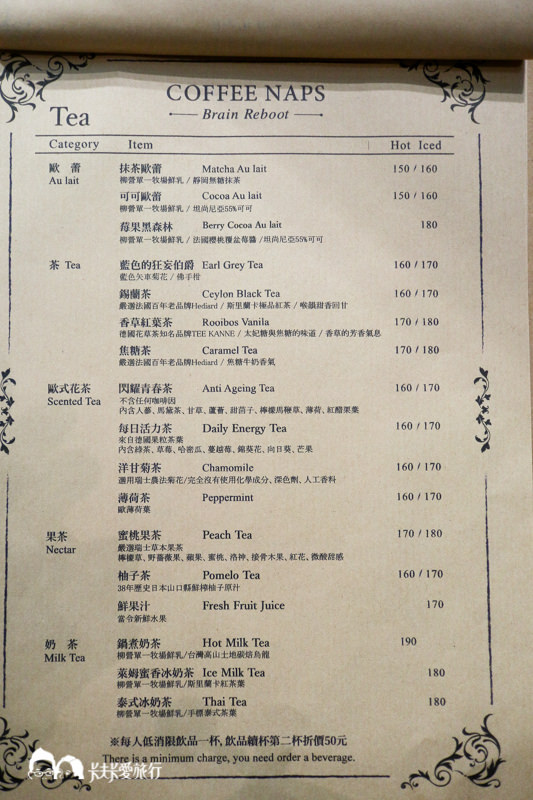 COFFEE NAPS
Brain Reboot
Tea
Category Item Hot Iced
歐 蕾 抹茶歐蕾 Matcha Au lait 150 / 160
Au lait 柳營單一牧場鮮乳 / 靜岡無糖抹茶
可可歐蕾 Cocoa Au lait 150 / 160
柳營單一牧場鮮乳 / 坦尚尼亞55%可可
莓果黑森林 Berry Cocoa Au lait 180
柳營單一牧場鮮乳 / 法國櫻桃覆盆莓醬 / 坦尚尼亞55%可可
茶 Tea 藍色的狂妄伯爵 Earl Grey Tea 160 / 170
藍色矢車菊花 / 佛手柑
錫蘭茶 Ceylon Black Tea 160 / 170
嚴選法國百年老品牌Hediard / 斯里蘭卡極品紅茶 / 喉韻甜香回甘
香草紅葉茶 Rooibos Vanila 170 / 180
德國花草茶知名品牌TEE KANNE / 太妃糖與焦糖的味道 / 香草的芳香氣息
焦糖茶 Caramel Tea 170 / 180
嚴選法國百年老品牌Hediard / 焦糖牛奶香氣
歐式花茶 閃耀青春茶 Anti Ageing Tea 160 / 170
Scented Tea 不含任何咖啡因
內含人蔘、馬黛茶、甘草、蘆薈、甜茴子、檸檬馬鞭草、薄荷、紅醋栗葉
每日活力茶 Daily Energy Tea 160 / 170
來自德國果粒茶葉
內含綠茶、草莓、哈密瓜、蔓越莓、錦葵花、向日葵、芒果
洋甘菊茶 Chamomile 160 / 170
選用瑞士農法菊花/完全沒有使用化學成分、深色劑、人工香料
薄荷茶 Peppermint 160 / 170
歐薄荷葉
果茶 蜜桃果茶 Peach Tea 170 / 180
Nectar 嚴選瑞士草本果茶
檸檬草、野薔薇果、蘋果、蜜桃、洛神、接骨木果、紅花、微酸甜感
柚子茶 Pomelo Tea 160 / 170
38年歷史日本山口縣鮮榨柚子原汁
鮮果汁 Fresh Fruit Juice 170
當令新鮮水果
奶 茶 鍋煮奶茶 Hot Milk Tea 190
Milk Tea 柳營單一牧場鮮乳/台灣高山土地碳焙烏龍
萊姆蜜香冰奶茶 Ice Milk Tea 180
柳營單一牧場鮮乳/斯里蘭卡紅茶葉
泰式冰奶茶 Thai Tea 180
柳營單一牧場鮮乳/手標泰式茶葉
※每人低消限飲品一杯,飲品續杯第二杯折價50元
There is a minimum charge, you need order a beverage.
卡夫卡愛旅行